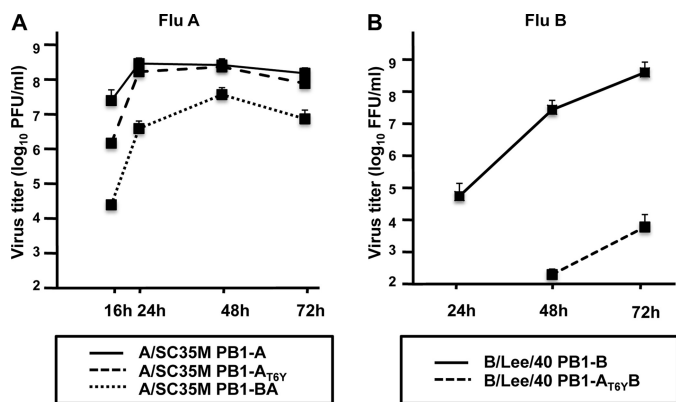 A
Flu A
Virus titer (log10 PFU/ml)
9
8
7
6
5
4
3
2
16h 24h 48h 72h
A/SC35M PB1-A
A/SC35M PB1-AT6Y
A/SC35M PB1-BA
B
Flu B
Virus titer (log10 FFU/ml)
9
8
7
6
5
4
3
2
24h 48h 72h
B/Lee/40 PB1-B
B/Lee/40 PB1-AT6YB